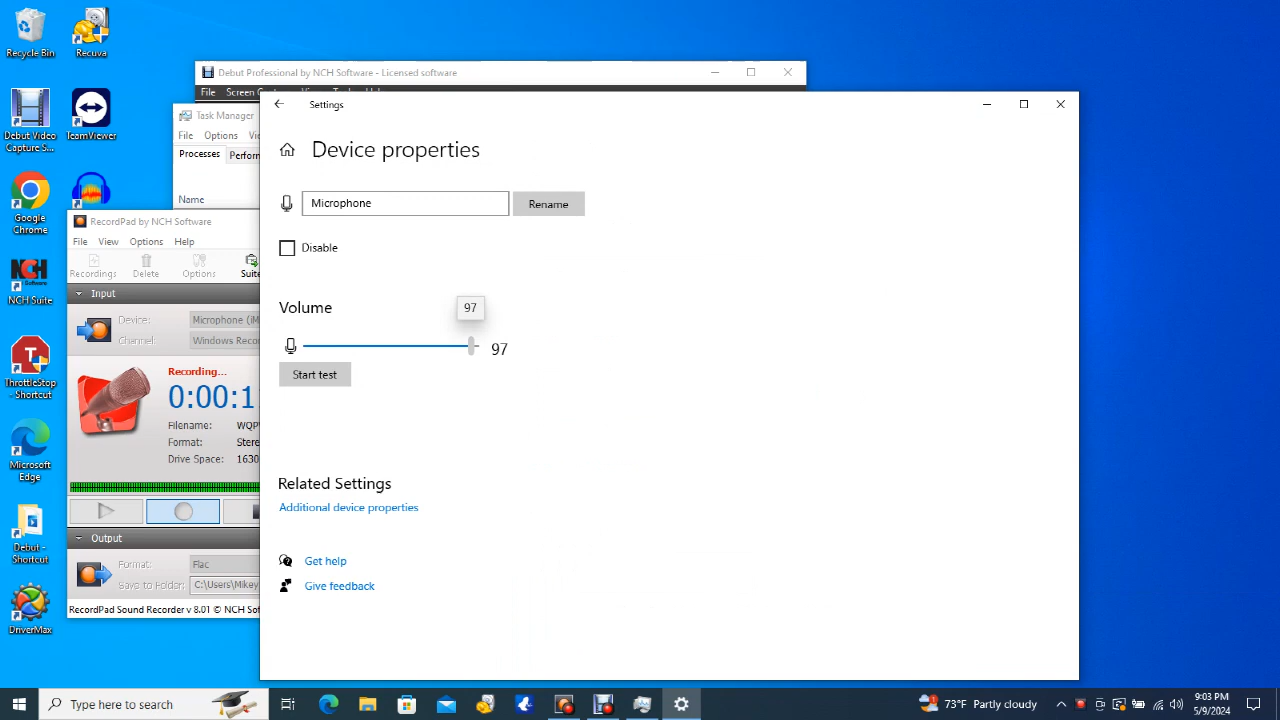 Recycle Bin
Recuva
Debut Video
Capture S...
TeamViewer
Google
Chrome
NCH Suite
ThrottleStop
- Shortcut
Microsoft
Edge
Debut -
Shortcut
DriverMax
Debut Professional by NCH Software - Licensed software
File
Task Manager
File Options
Processes Perform
Name
RecordPad by NCH Software
File View Options Help
Recordings Delete Options Suite
Input
Device: Microphone (iM
Channel: Windows Reco
Recording...
0:00:1
Filename: WQP
Format: Stere
Drive Space: 1630
Output
Format: Flac
Save to Folder: C:\Users\Mikey
RecordPad Sound Recorder v 8.01 © NCH Sof
Settings
Device properties
Microphone Rename
Disable
Volume
97
97
Start test
Related Settings
Additional device properties
Get help
Give feedback
Type here to search
73°F Partly cloudy
9:03 PM
5/9/2024